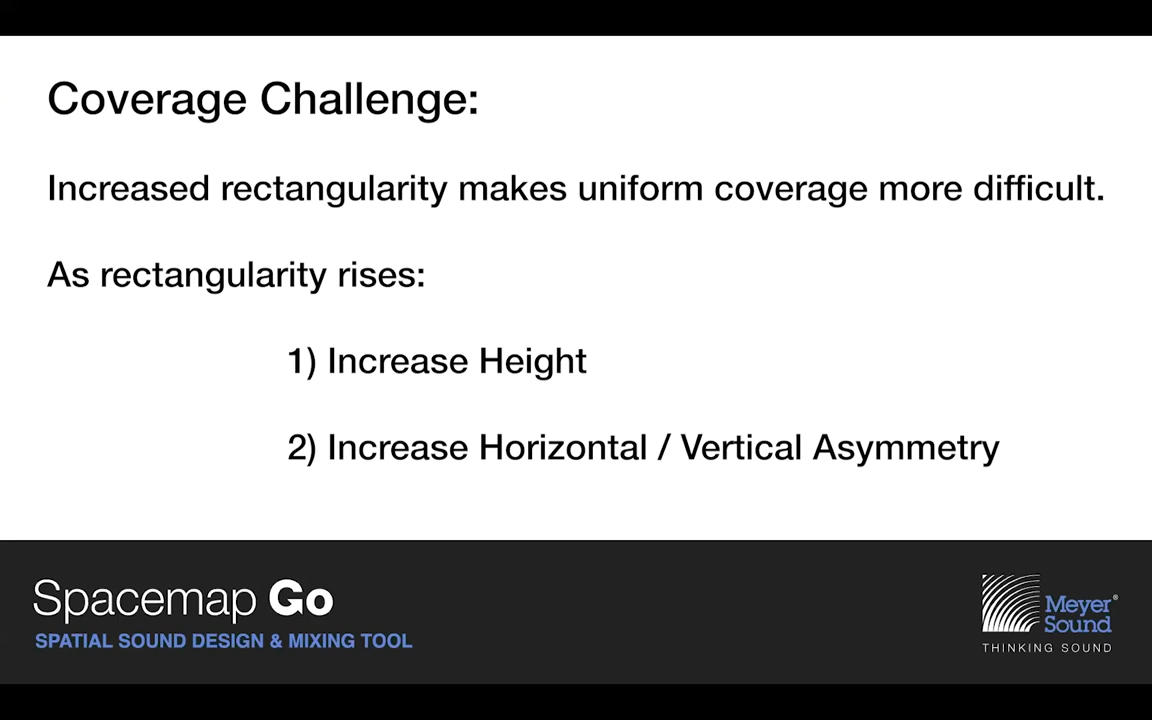 Coverage Challenge:
Increased rectangularity makes uniform coverage more difficult.
As rectangularity rises:
1) Increase Height
2) Increase Horizontal / Vertical Asymmetry
Spacemap Go
SPATIAL SOUND DESIGN & MIXING TOOL
Meyer®
Sound
THINKING SOUND